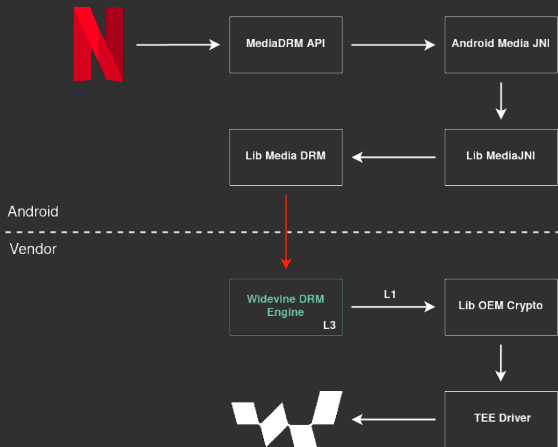 MediaDRM API
Android Media JNI
Lib Media DRM
Lib MediaJNI
Android
Vendor
Widevine DRM
Engine
L3
L1
Lib OEM Crypto
TEE Driver